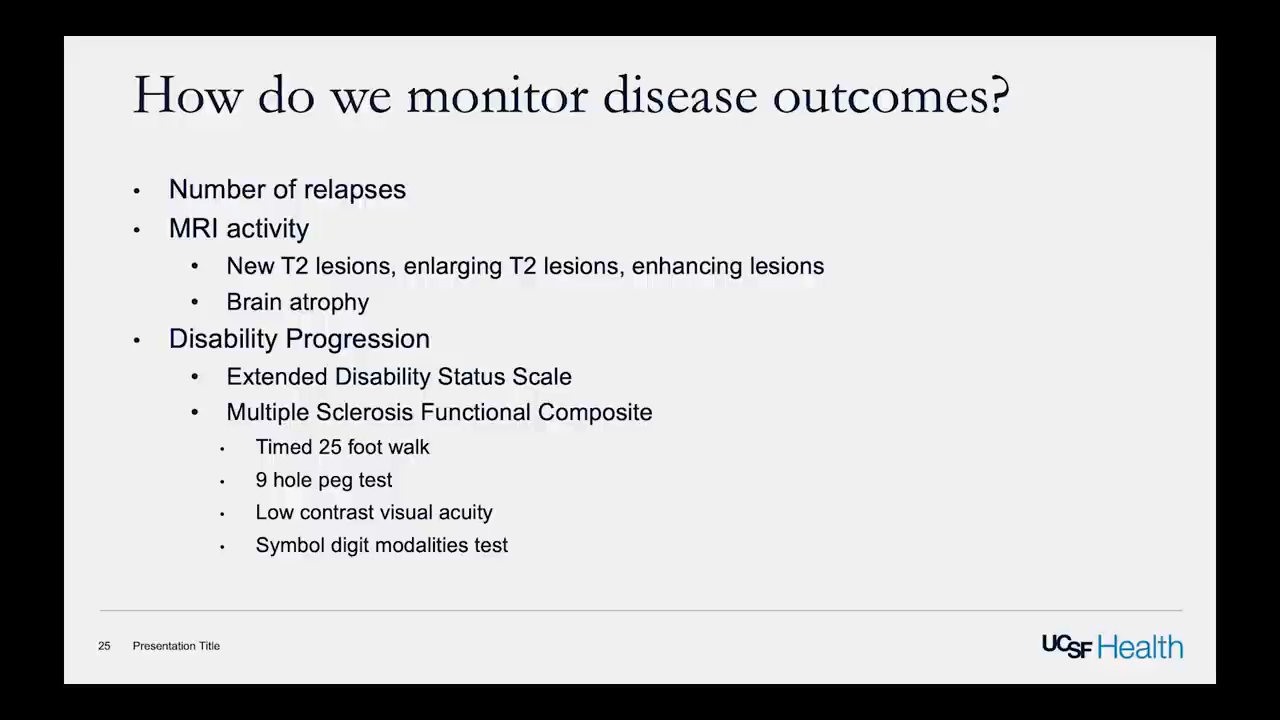 How do we monitor disease outcomes?
• Number of relapses
• MRI activity
• New T2 lesions, enlarging T2 lesions, enhancing lesions
• Brain atrophy
• Disability Progression
• Extended Disability Status Scale
• Multiple Sclerosis Functional Composite
• Timed 25 foot walk
• 9 hole peg test
• Low contrast visual acuity
• Symbol digit modalities test
25 Presentation Title
UCSF Health